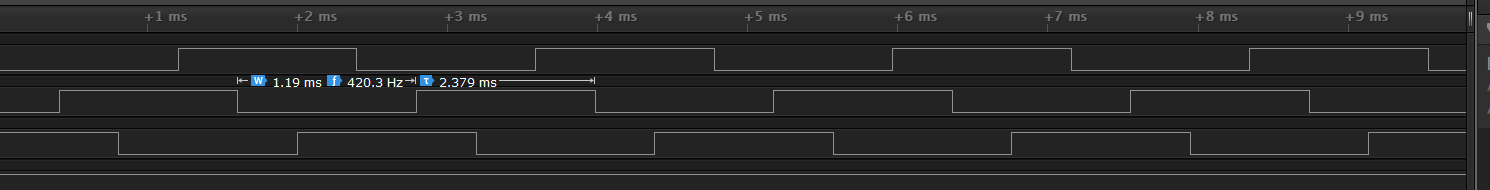 +1 ms +2 ms +3 ms +4 ms +5 ms +6 ms +7 ms +8 ms +9 ms
W 1.19 ms f 420.3 Hz τ 2.379 ms